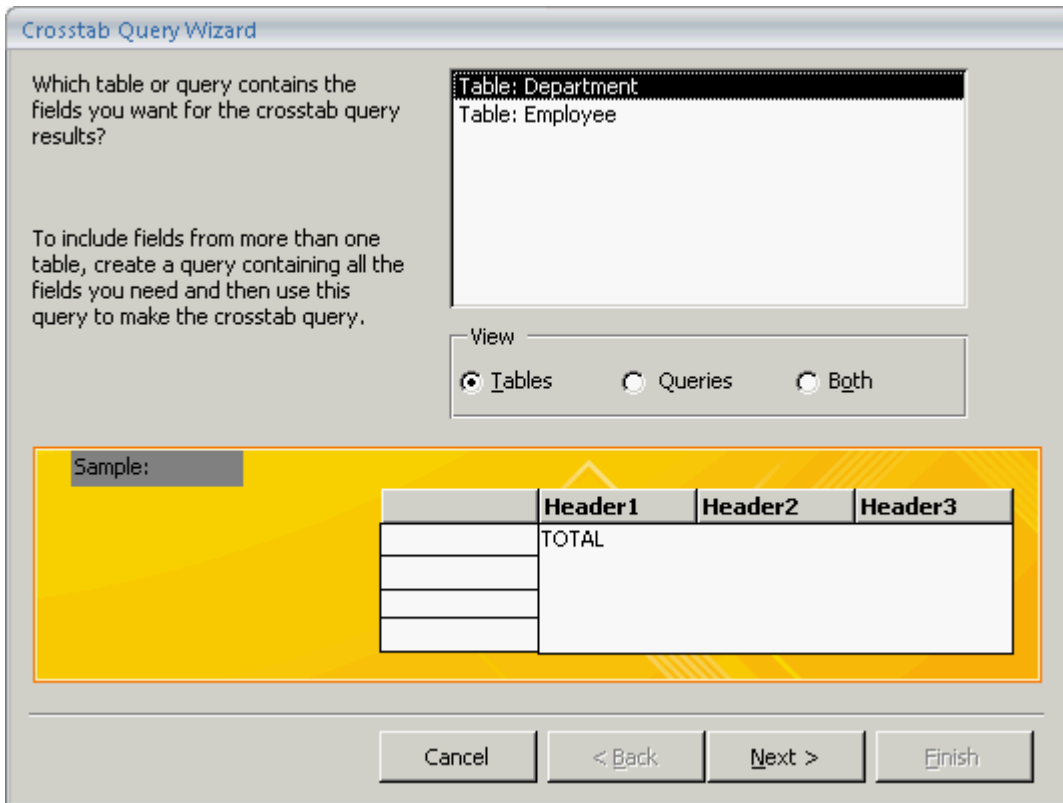 Crosstab Query Wizard
Which table or query contains the
fields you want for the crosstab query
results?
To include fields from more than one
table, create a query containing all the
fields you need and then use this
query to make the crosstab query.
Table: Department
Table: Employee
View
Tables
Queries
Both
Sample:
Header1 Header2 Header3
TOTAL
Cancel
< Back
Next >
Finish